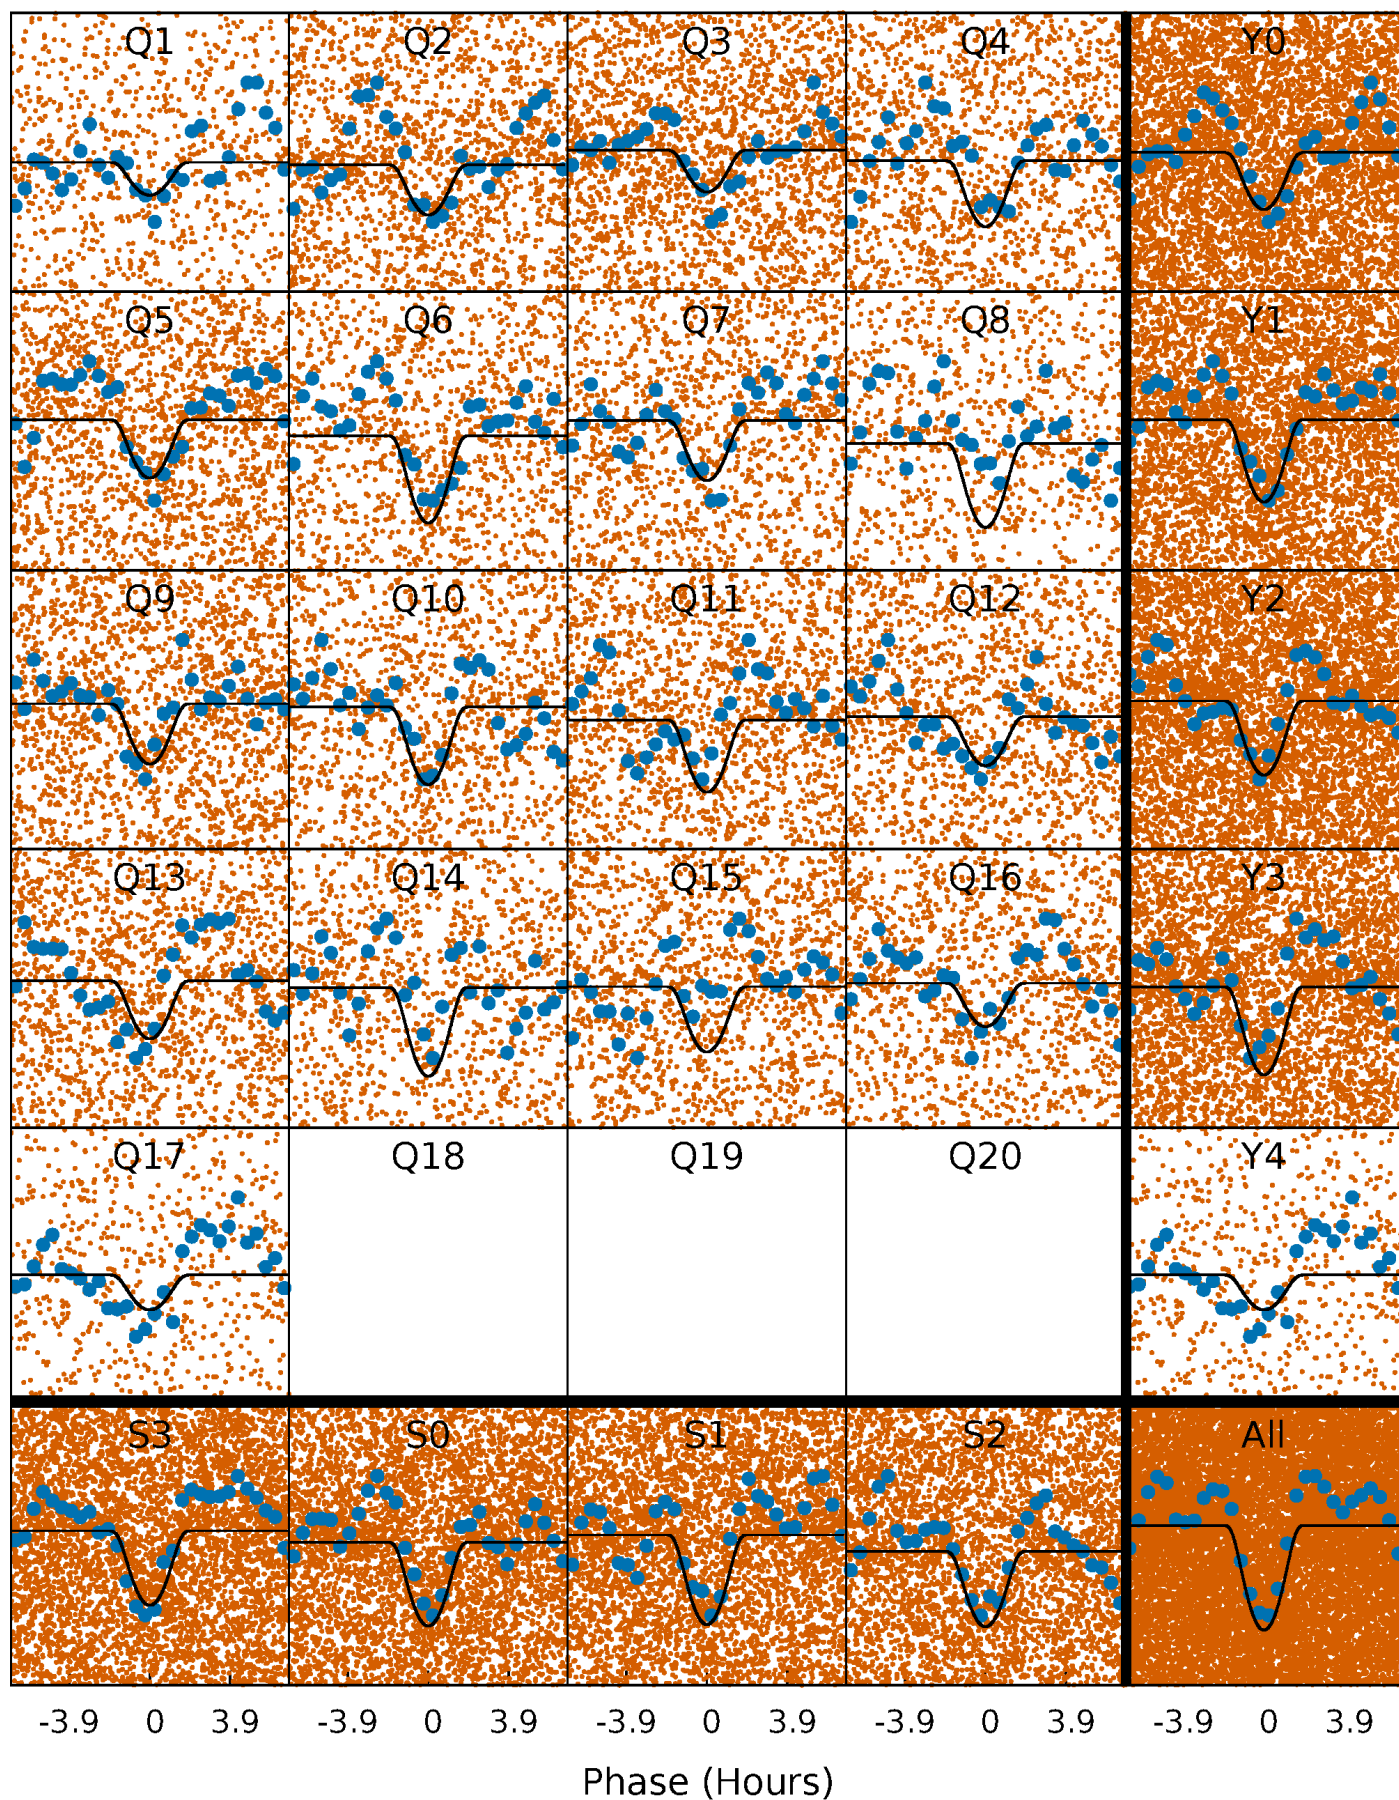 Q1 Q2 Q3 Q4 Y0
Q5 Q6 Q7 Q8 Y1
Q9 Q10 Q11 Q12 Y2
Q13 Q14 Q15 Q16 Y3
Q17 Q18 Q19 Q20 Y4
S3 S0 S1 S2 All
-3.9 0 3.9 -3.9 0 3.9 -3.9 0 3.9 -3.9 0 3.9 -3.9 0 3.9
Phase (Hours)